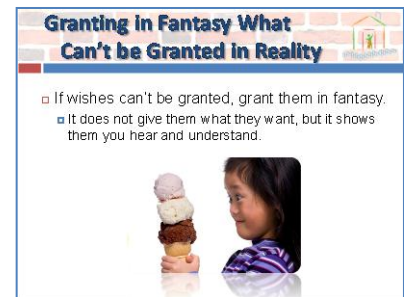 Granting in Fantasy What
Can't be Granted in Reality
If wishes can't be granted, grant them in fantasy.
It does not give them what they want, but it shows
them you hear and understand.